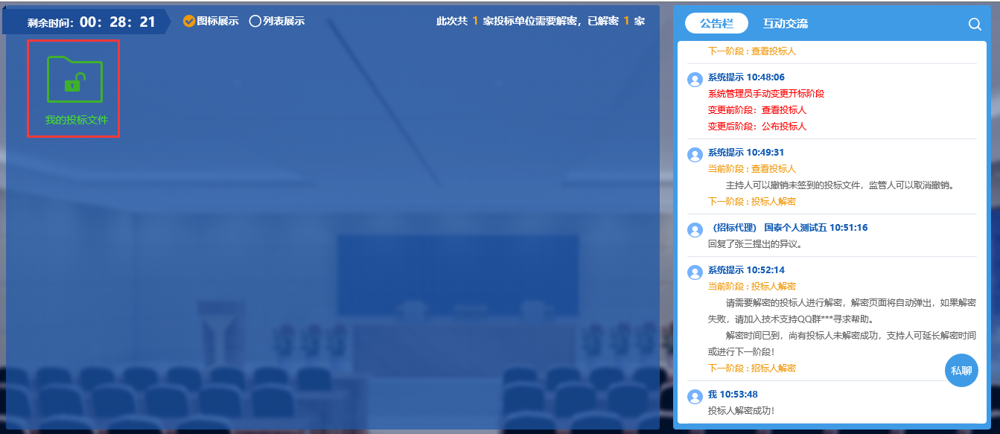 剩余时间：00：28：21
图标展示
列表展示
此次共 1 家投标单位需要解密，已解密 1 家
我的投标文件
公告栏
互动交流
下一阶段：查看投标人
系统提示 10:48:06
系统管理员手动变更开标阶段
变更前阶段：查看投标人
变更后阶段：公布投标人
系统提示 10:49:31
当前阶段：查看投标人
主持人可以撤销未签到的投标文件，监管人可以取消撤销。
下一阶段：投标人解密
（招标代理） 国泰个人测试五 10:51:16
回复了张三提出的异议。
系统提示 10:52:14
当前阶段：投标人解密
请需要解密的投标人进行解密，解密页面将自动弹出，如果解密
失败，请加入技术支持QQ群***寻求帮助。
解密时间已到，尚有投标人未解密成功，支持人可延长解密时间
或进行下一阶段！
下一阶段：招标人解密
私聊
我 10:53:48
投标人解密成功！